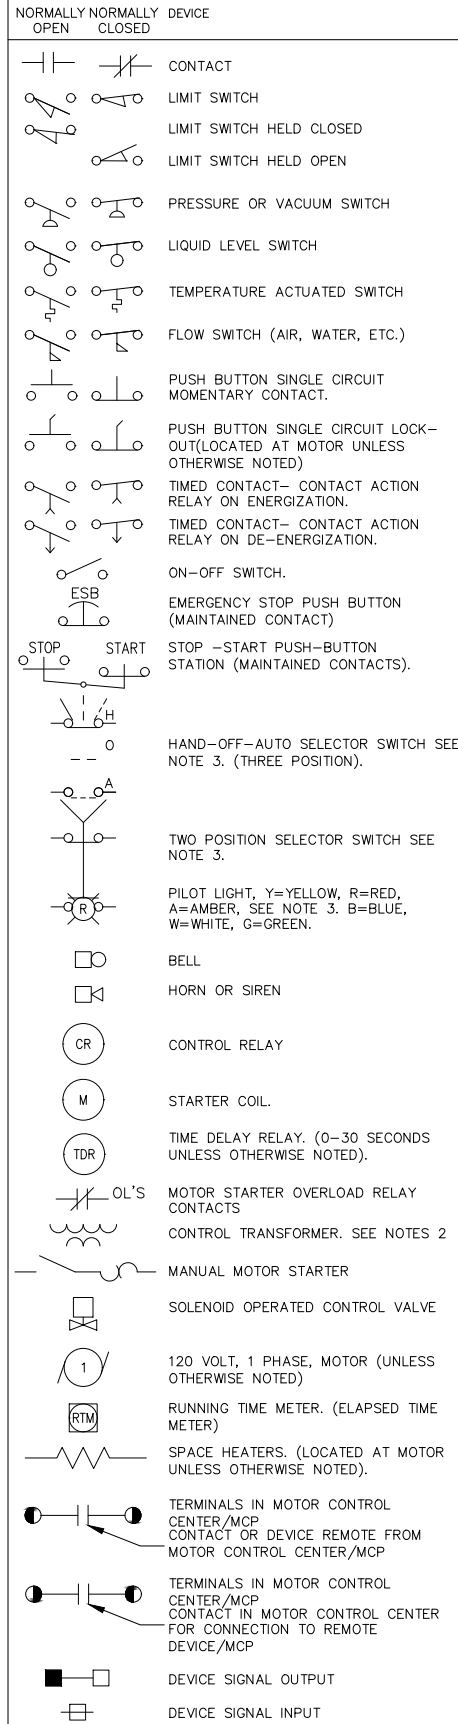 NORMALLY NORMALLY DEVICE
OPEN CLOSED
CONTACT
LIMIT SWITCH
LIMIT SWITCH HELD CLOSED
LIMIT SWITCH HELD OPEN
PRESSURE OR VACUUM SWITCH
LIQUID LEVEL SWITCH
TEMPERATURE ACTUATED SWITCH
FLOW SWITCH (AIR, WATER, ETC.)
PUSH BUTTON SINGLE CIRCUIT
MOMENTARY CONTACT.
PUSH BUTTON SINGLE CIRCUIT LOCK-
OUT(LOCATED AT MOTOR UNLESS
OTHERWISE NOTED)
TIMED CONTACT- CONTACT ACTION
RELAY ON ENERGIZATION.
TIMED CONTACT- CONTACT ACTION
RELAY ON DE-ENERGIZATION.
ON-OFF SWITCH.
ESB
EMERGENCY STOP PUSH BUTTON
(MAINTAINED CONTACT)
STOP START
STOP -START PUSH-BUTTON
STATION (MAINTAINED CONTACTS).
H
O
HAND-OFF-AUTO SELECTOR SWITCH SEE
NOTE 3. (THREE POSITION).
A
TWO POSITION SELECTOR SWITCH SEE
NOTE 3.
R
PILOT LIGHT, Y=YELLOW, R=RED,
A=AMBER, SEE NOTE 3. B=BLUE,
W=WHITE, G=GREEN.
BELL
HORN OR SIREN
CR CONTROL RELAY
M STARTER COIL.
TDR
TIME DELAY RELAY. (0-30 SECONDS
UNLESS OTHERWISE NOTED).
OL'S MOTOR STARTER OVERLOAD RELAY
CONTACTS
CONTROL TRANSFORMER. SEE NOTES 2
MANUAL MOTOR STARTER
SOLENOID OPERATED CONTROL VALVE
1
120 VOLT, 1 PHASE, MOTOR (UNLESS
OTHERWISE NOTED)
RTM
RUNNING TIME METER. (ELAPSED TIME
METER)
SPACE HEATERS. (LOCATED AT MOTOR
UNLESS OTHERWISE NOTED).
TERMINALS IN MOTOR CONTROL
CENTER/MCP
CONTACT OR DEVICE REMOTE FROM
MOTOR CONTROL CENTER/MCP
TERMINALS IN MOTOR CONTROL
CENTER/MCP
CONTACT IN MOTOR CONTROL CENTER
FOR CONNECTION TO REMOTE
DEVICE/MCP
DEVICE SIGNAL OUTPUT
DEVICE SIGNAL INPUT